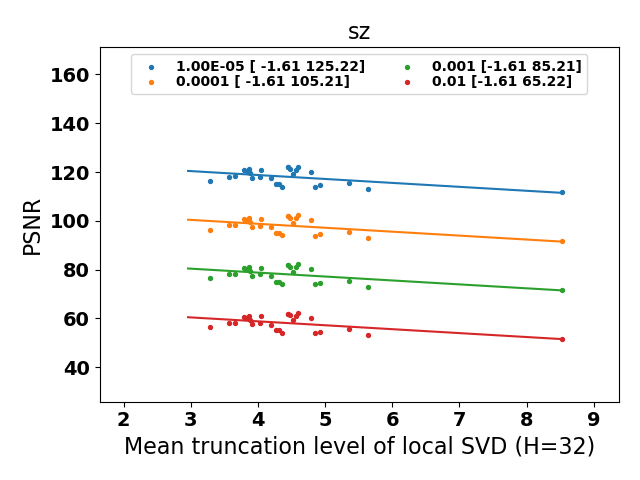 sz
1.00E-05 [ -1.61 125.22]
0.0001 [ -1.61 105.21]
0.001 [-1.61 85.21]
0.01 [-1.61 65.22]
PSNR
160
140
120
100
80
60
40
2 3 4 5 6 7 8 9
Mean truncation level of local SVD (H=32)